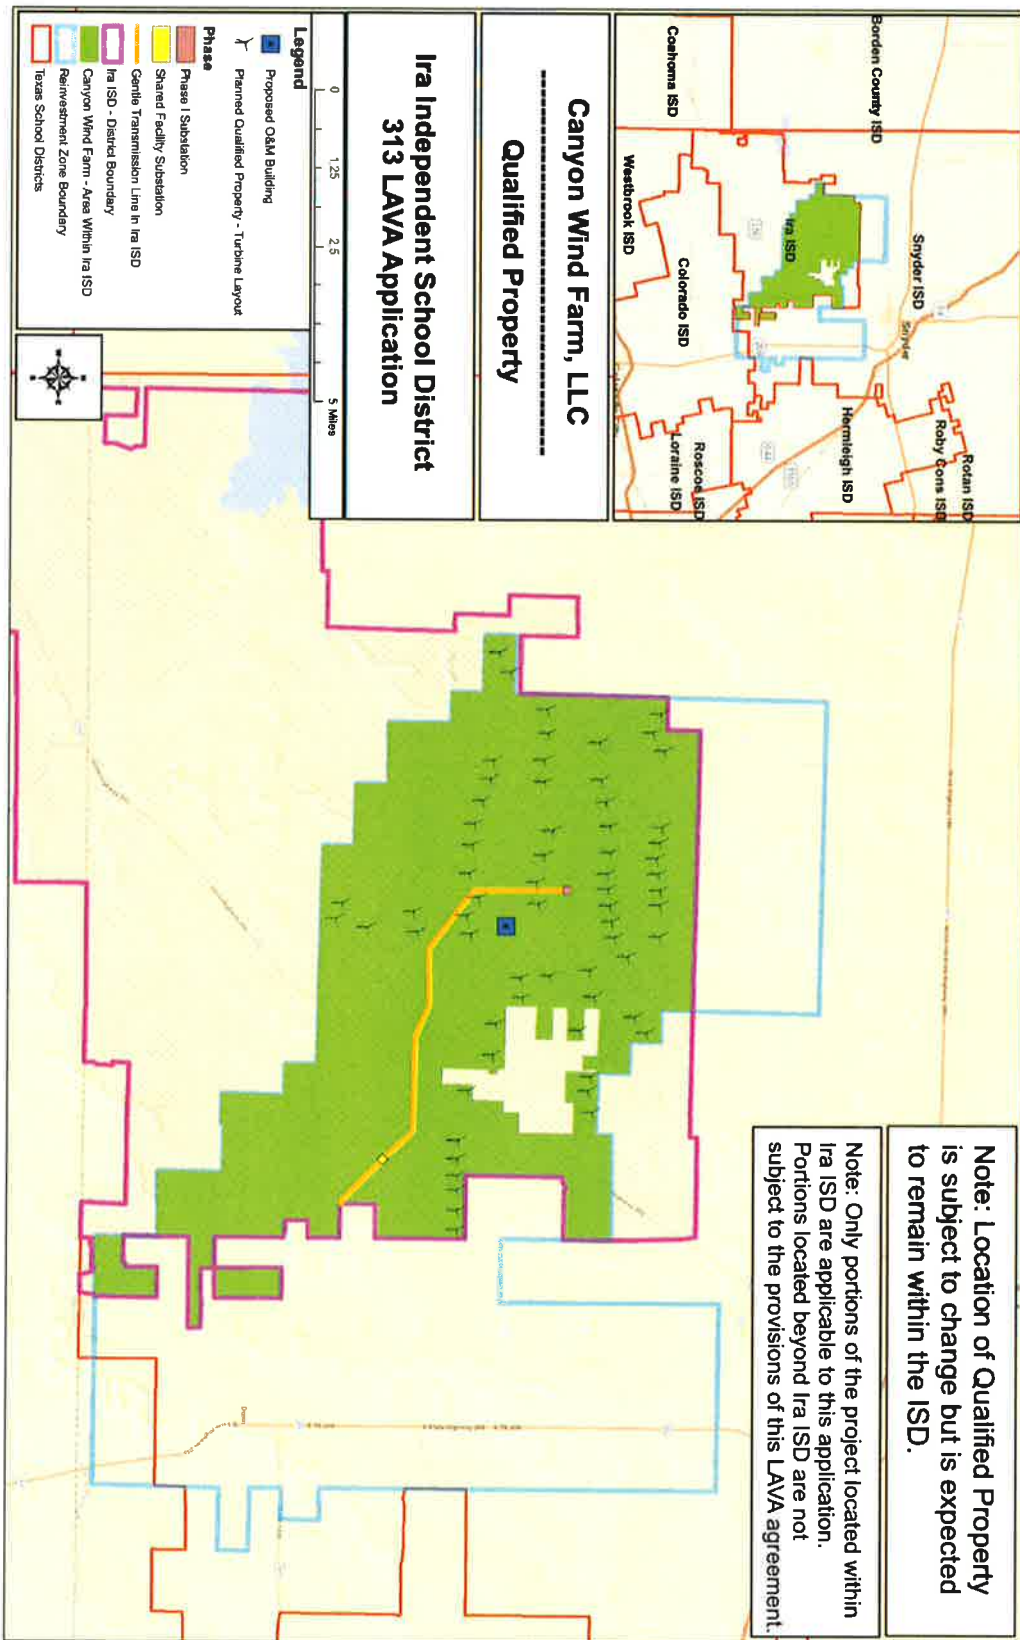 Borden County ISD
Snyder ISD
Rotan ISD
Roby Cons ISD
Snyder
Hermleigh ISD
Coahoma ISD
Ira ISD
Westbrook ISD
Colorado ISD
Roscoe ISD
Loraine ISD
Canyon Wind Farm, LLC
Qualified Property
Ira Independent School District
313 LAVA Application
0 1.25 2.5 5 Miles
Legend
Proposed O&M Building
Planned Qualified Property - Turbine Layout
Phase
Phase I Substation
Shared Facility Substation
Gentle Transmission Line In Ira ISD
Ira ISD - District Boundary
Canyon Wind Farm - Area Within Ira ISD
Reinvestment Zone Boundary
Texas School Districts
Note: Location of Qualified Property
is subject to change but is expected
to remain within the ISD.
Note: Only portions of the project located within
Ira ISD are applicable to this application.
Portions located beyond Ira ISD are not
subject to the provisions of this LAVA agreement.